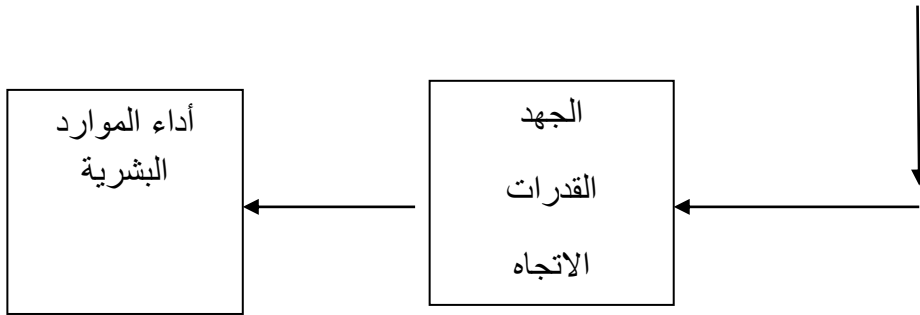 الجهد
القدرات
الاتجاه
أداء الموارد
البشرية